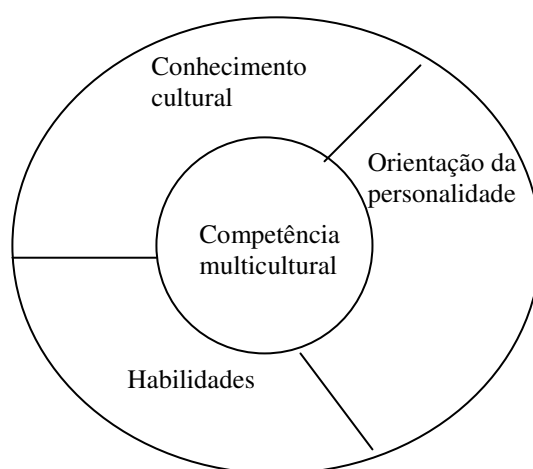 Conhecimento
cultural
Orientação da
personalidade
Competência
multicultural
Habilidades